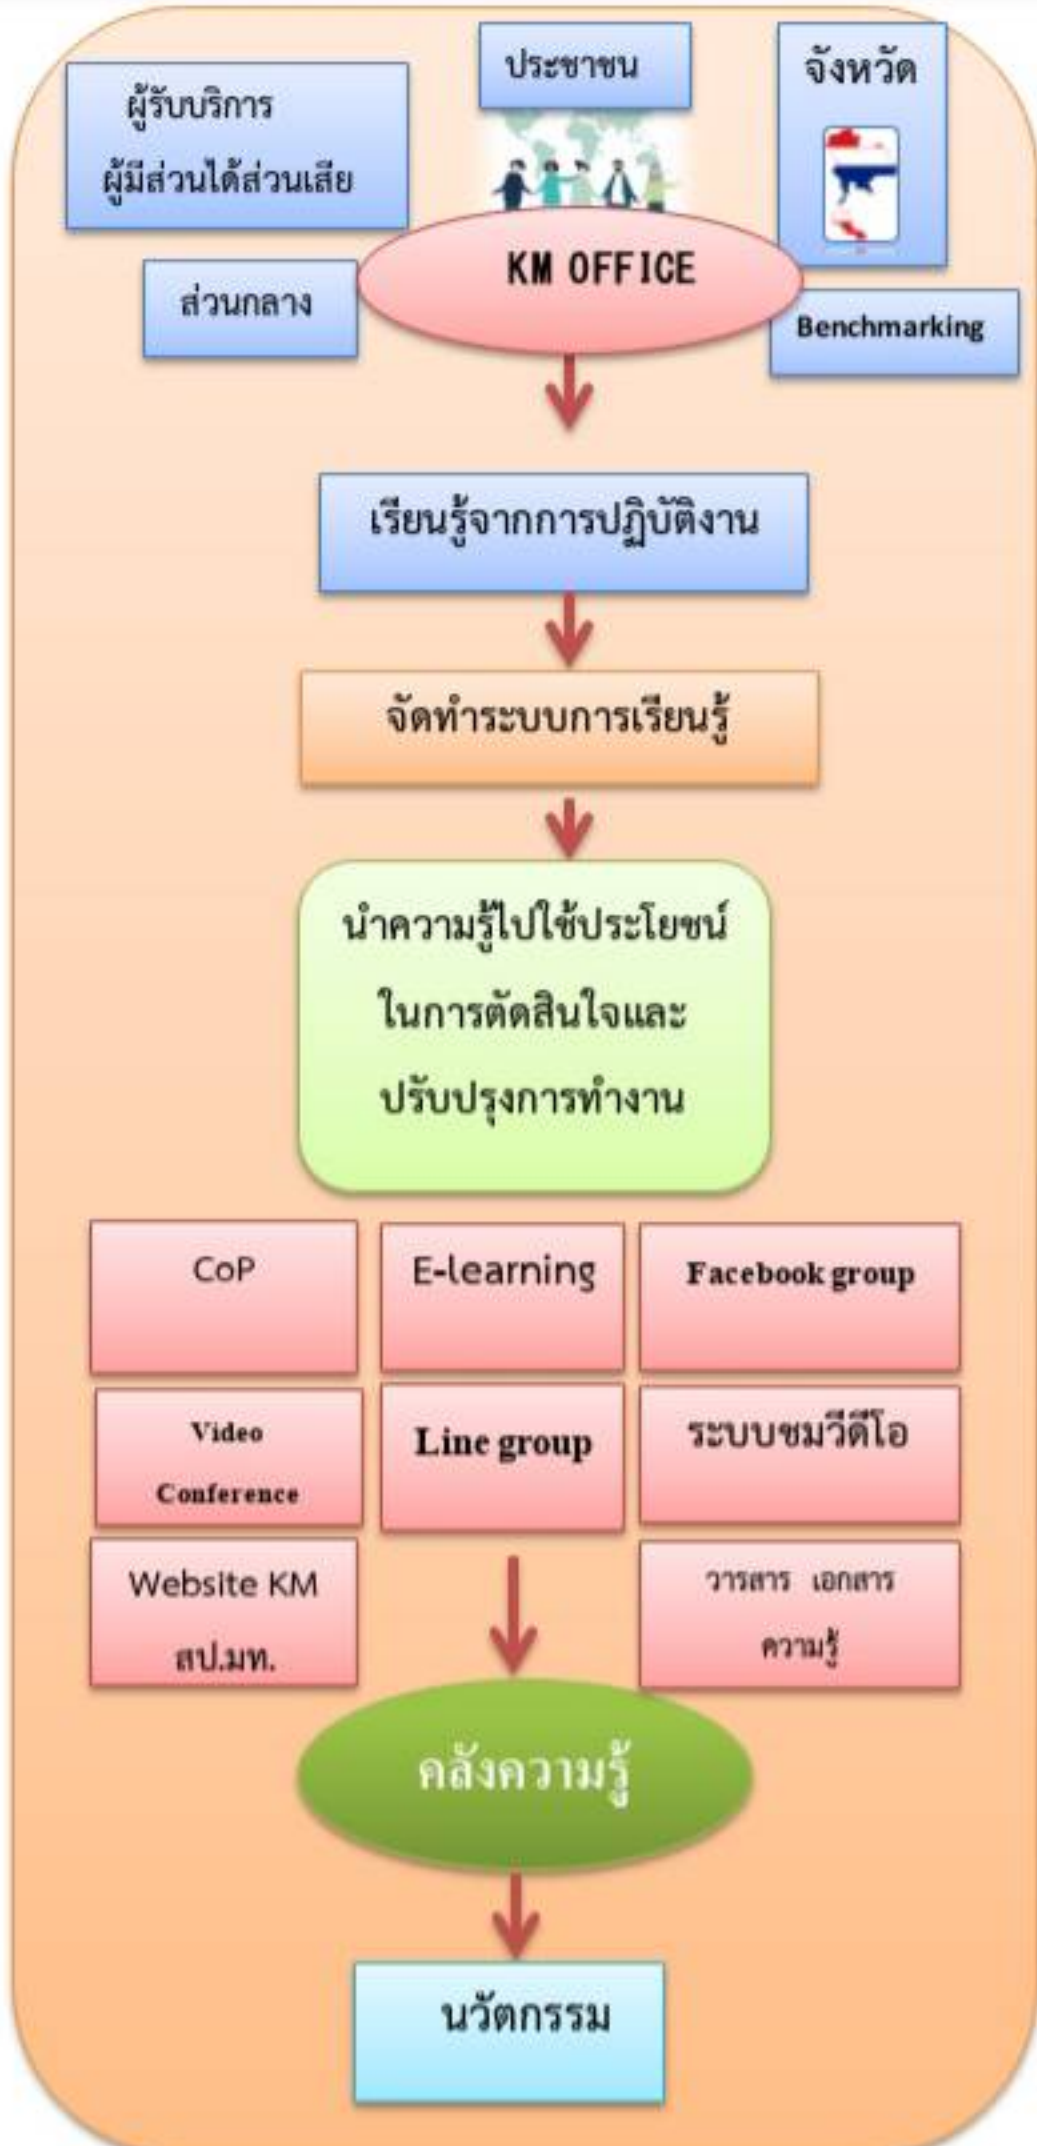 ประชาชน
จังหวัด
ผู้รับบริการ
ผู้มีส่วนได้ส่วนเสีย
KM OFFICE
ส่วนกลาง
Benchmarking
เรียนรู้จากการปฏิบัติงาน
จัดทำระบบการเรียนรู้
นำความรู้ไปใช้ประโยชน์
ในการตัดสินใจและ
ปรับปรุงการทำงาน
CoP
E-learning
Facebook group
Video
Conference
Line group
ระบบชมวีดีโอ
Website KM
สป.มท.
วารสาร เอกสาร
ความรู้
คลังความรู้
นวัตกรรม